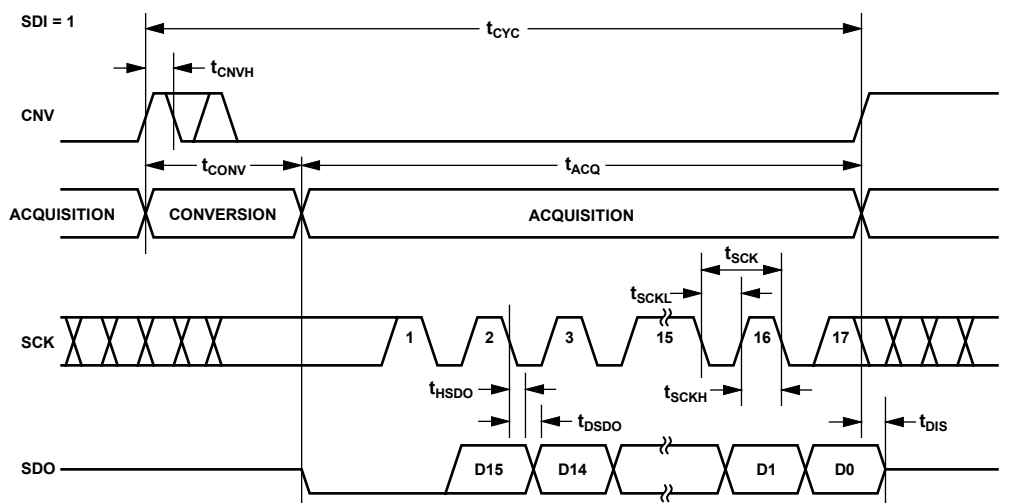 SDI = 1
tCYC
tCNVH
CNV
tCONV
tACQ
ACQUISITION
CONVERSION
ACQUISITION
tSCK
tSCKL
SCK
1
2
3
15
16
17
tHSDO
tSCKH
tDSDO
tDIS
SDO
D15
D14
D1
D0